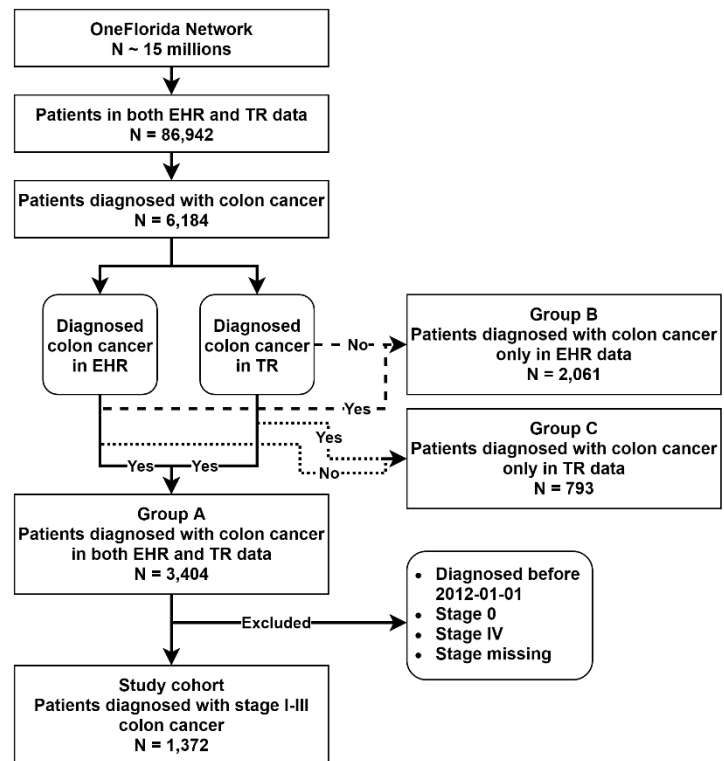 OneFlorida Network
N ~ 15 millions
Patients in both EHR and TR data
N = 86,942
Patients diagnosed with colon cancer
N = 6,184
Diagnosed
colon cancer
in EHR
Diagnosed
colon cancer
in TR
No
Group B
Patients diagnosed with colon cancer
only in EHR data
N = 2,061
Yes
Yes
Group C
Patients diagnosed with colon cancer
only in TR data
N = 793
Yes
Yes
No
Group A
Patients diagnosed with colon cancer
in both EHR and TR data
N = 3,404
Excluded
• Diagnosed before
2012-01-01
• Stage 0
• Stage IV
• Stage missing
Study cohort
Patients diagnosed with stage I-III
colon cancer
N = 1,372